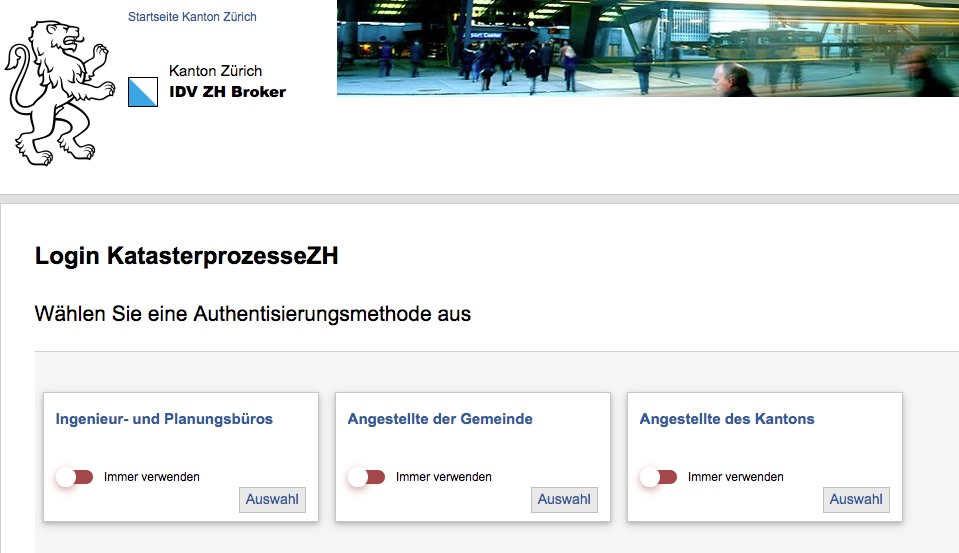 Startseite Kanton Zürich
Kanton Zürich
IDV ZH Broker
Login KatasterprozesseZH
Wählen Sie eine Authentisierungsmethode aus
Ingenieur- und Planungsbüros
Immer verwenden
Auswahl
Angestellte der Gemeinde
Immer verwenden
Auswahl
Angestellte des Kantons
Immer verwenden
Auswahl